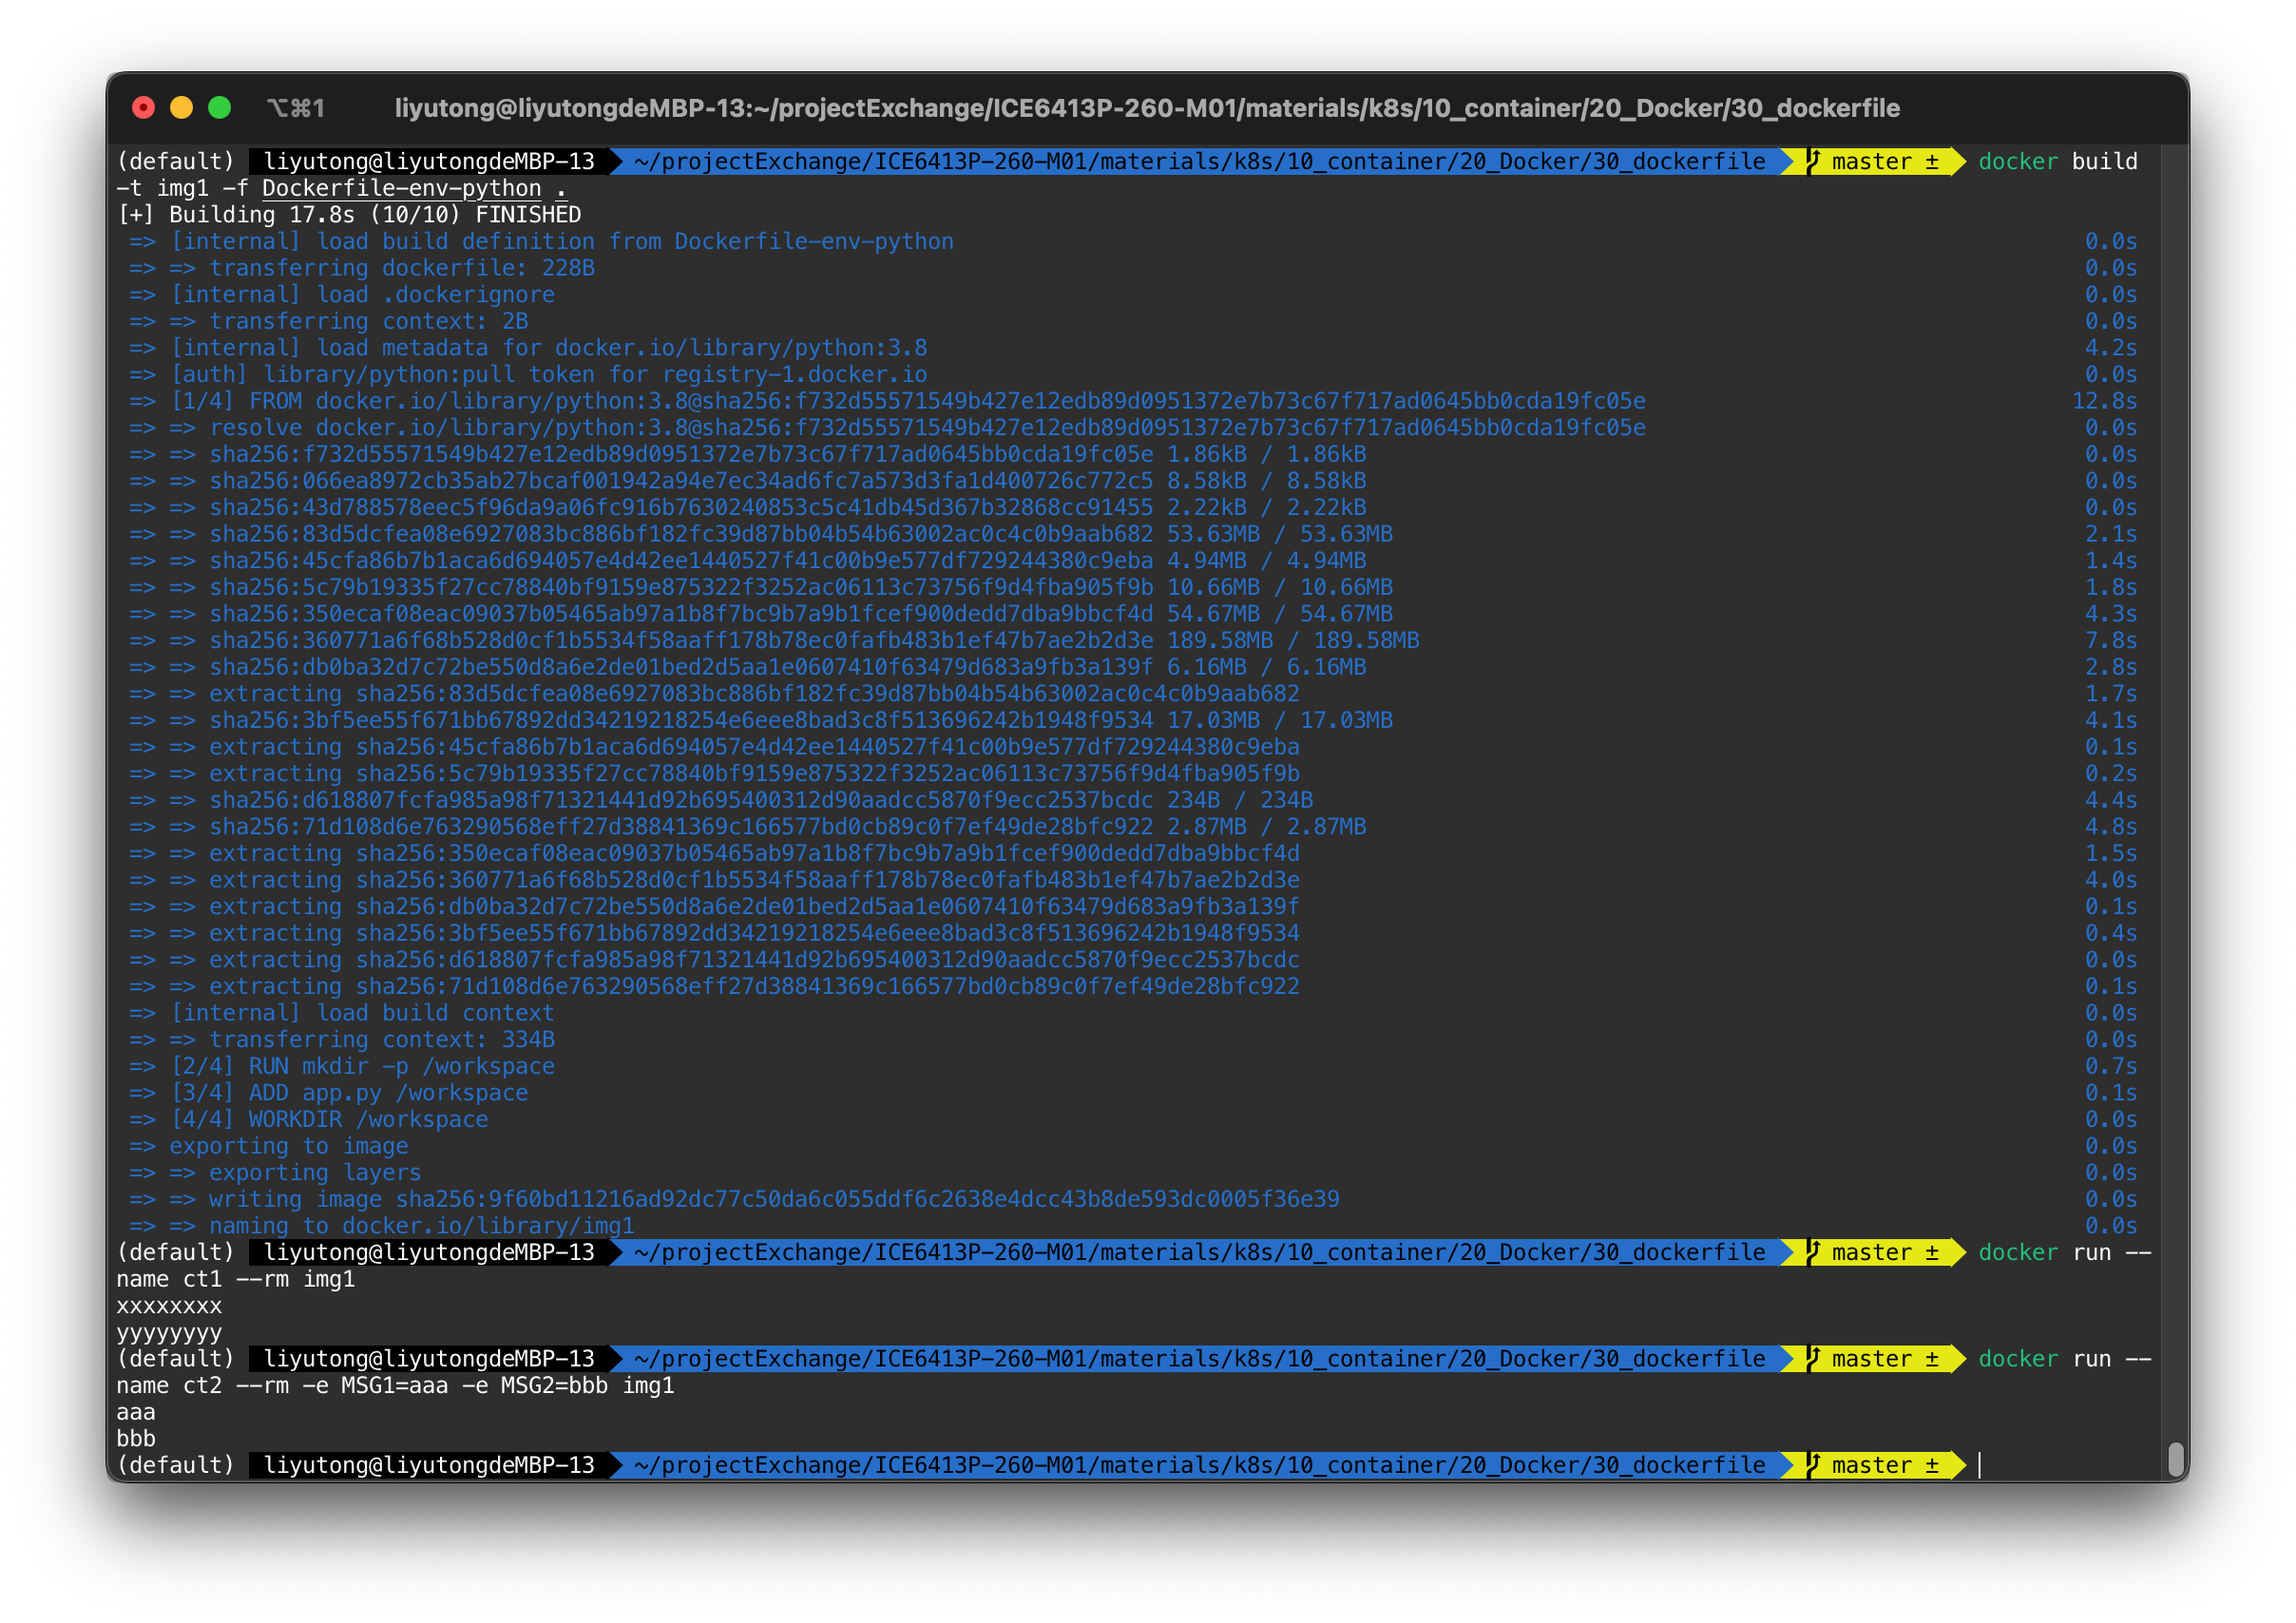 ⌥⌘1 liyutong@liyutongdeMBP-13:~/projectExchange/ICE6413P-260-M01/materials/k8s/10_container/20_Docker/30_dockerfile
(default) liyutong@liyutongdeMBP-13 ~/projectExchange/ICE6413P-260-M01/materials/k8s/10_container/20_Docker/30_dockerfile master ± docker build
-t img1 -f Dockerfile-env-python .
[+] Building 17.8s (10/10) FINISHED
=> [internal] load build definition from Dockerfile-env-python 0.0s
=> => transferring dockerfile: 228B 0.0s
=> [internal] load .dockerignore 0.0s
=> => transferring context: 2B 0.0s
=> [internal] load metadata for docker.io/library/python:3.8 4.2s
=> [auth] library/python:pull token for registry-1.docker.io 0.0s
=> [1/4] FROM docker.io/library/python:3.8@sha256:f732d55571549b427e12edb89d0951372e7b73c67f717ad0645bb0cda19fc05e 12.8s
=> => resolve docker.io/library/python:3.8@sha256:f732d55571549b427e12edb89d0951372e7b73c67f717ad0645bb0cda19fc05e 0.0s
=> => sha256:f732d55571549b427e12edb89d0951372e7b73c67f717ad0645bb0cda19fc05e 1.86kB / 1.86kB 0.0s
=> => sha256:066ea8972cb35ab27bcaf001942a94e7ec34ad6fc7a573d3fa1d400726c772c5 8.58kB / 8.58kB 0.0s
=> => sha256:43d788578eec5f96da9a06fc916b7630240853c5c41db45d367b32868cc91455 2.22kB / 2.22kB 0.0s
=> => sha256:83d5dcfea08e6927083bc886bf182fc39d87bb04b54b63002ac0c4c0b9aab682 53.63MB / 53.63MB 2.1s
=> => sha256:45cfa86b7b1aca6d694057e4d42ee1440527f41c00b9e577df729244380c9eba 4.94MB / 4.94MB 1.4s
=> => sha256:5c79b19335f27cc78840bf9159e875322f3252ac06113c73756f9d4fba905f9b 10.66MB / 10.66MB 1.8s
=> => sha256:350ecaf08eac09037b05465ab97a1b8f7bc9b7a9b1fcef900dedd7dba9bbcf4d 54.67MB / 54.67MB 4.3s
=> => sha256:360771a6f68b528d0cf1b5534f58aaff178b78ec0fafb483b1ef47b7ae2b2d3e 189.58MB / 189.58MB 7.8s
=> => sha256:db0ba32d7c72be550d8a6e2de01bed2d5aa1e0607410f63479d683a9fb3a139f 6.16MB / 6.16MB 2.8s
=> => extracting sha256:83d5dcfea08e6927083bc886bf182fc39d87bb04b54b63002ac0c4c0b9aab682 1.7s
=> => sha256:3bf5ee55f671bb67892dd34219218254e6eee8bad3c8f513696242b1948f9534 17.03MB / 17.03MB 4.1s
=> => extracting sha256:45cfa86b7b1aca6d694057e4d42ee1440527f41c00b9e577df729244380c9eba 0.1s
=> => extracting sha256:5c79b19335f27cc78840bf9159e875322f3252ac06113c73756f9d4fba905f9b 0.2s
=> => sha256:d618807fcfa985a98f71321441d92b695400312d90aadcc5870f9ecc2537bcdc 234B / 234B 4.4s
=> => sha256:71d108d6e763290568eff27d38841369c166577bd0cb89c0f7ef49de28bfc922 2.87MB / 2.87MB 4.8s
=> => extracting sha256:350ecaf08eac09037b05465ab97a1b8f7bc9b7a9b1fcef900dedd7dba9bbcf4d 1.5s
=> => extracting sha256:360771a6f68b528d0cf1b5534f58aaff178b78ec0fafb483b1ef47b7ae2b2d3e 4.0s
=> => extracting sha256:db0ba32d7c72be550d8a6e2de01bed2d5aa1e0607410f63479d683a9fb3a139f 0.1s
=> => extracting sha256:3bf5ee55f671bb67892dd34219218254e6eee8bad3c8f513696242b1948f9534 0.4s
=> => extracting sha256:d618807fcfa985a98f71321441d92b695400312d90aadcc5870f9ecc2537bcdc 0.0s
=> => extracting sha256:71d108d6e763290568eff27d38841369c166577bd0cb89c0f7ef49de28bfc922 0.1s
=> [internal] load build context 0.0s
=> => transferring context: 334B 0.0s
=> [2/4] RUN mkdir -p /workspace 0.7s
=> [3/4] ADD app.py /workspace 0.1s
=> [4/4] WORKDIR /workspace 0.0s
=> exporting to image 0.0s
=> => exporting layers 0.0s
=> => writing image sha256:9f60bd11216ad92dc77c50da6c055ddf6c2638e4dcc43b8de593dc0005f36e39 0.0s
=> => naming to docker.io/library/img1 0.0s
(default) liyutong@liyutongdeMBP-13 ~/projectExchange/ICE6413P-260-M01/materials/k8s/10_container/20_Docker/30_dockerfile master ± docker run --
name ct1 --rm img1
xxxxxxxx
yyyyyyyy
(default) liyutong@liyutongdeMBP-13 ~/projectExchange/ICE6413P-260-M01/materials/k8s/10_container/20_Docker/30_dockerfile master ± docker run --
name ct2 --rm -e MSG1=aaa -e MSG2=bbb img1
aaa
bbb
(default) liyutong@liyutongdeMBP-13 ~/projectExchange/ICE6413P-260-M01/materials/k8s/10_container/20_Docker/30_dockerfile master ±